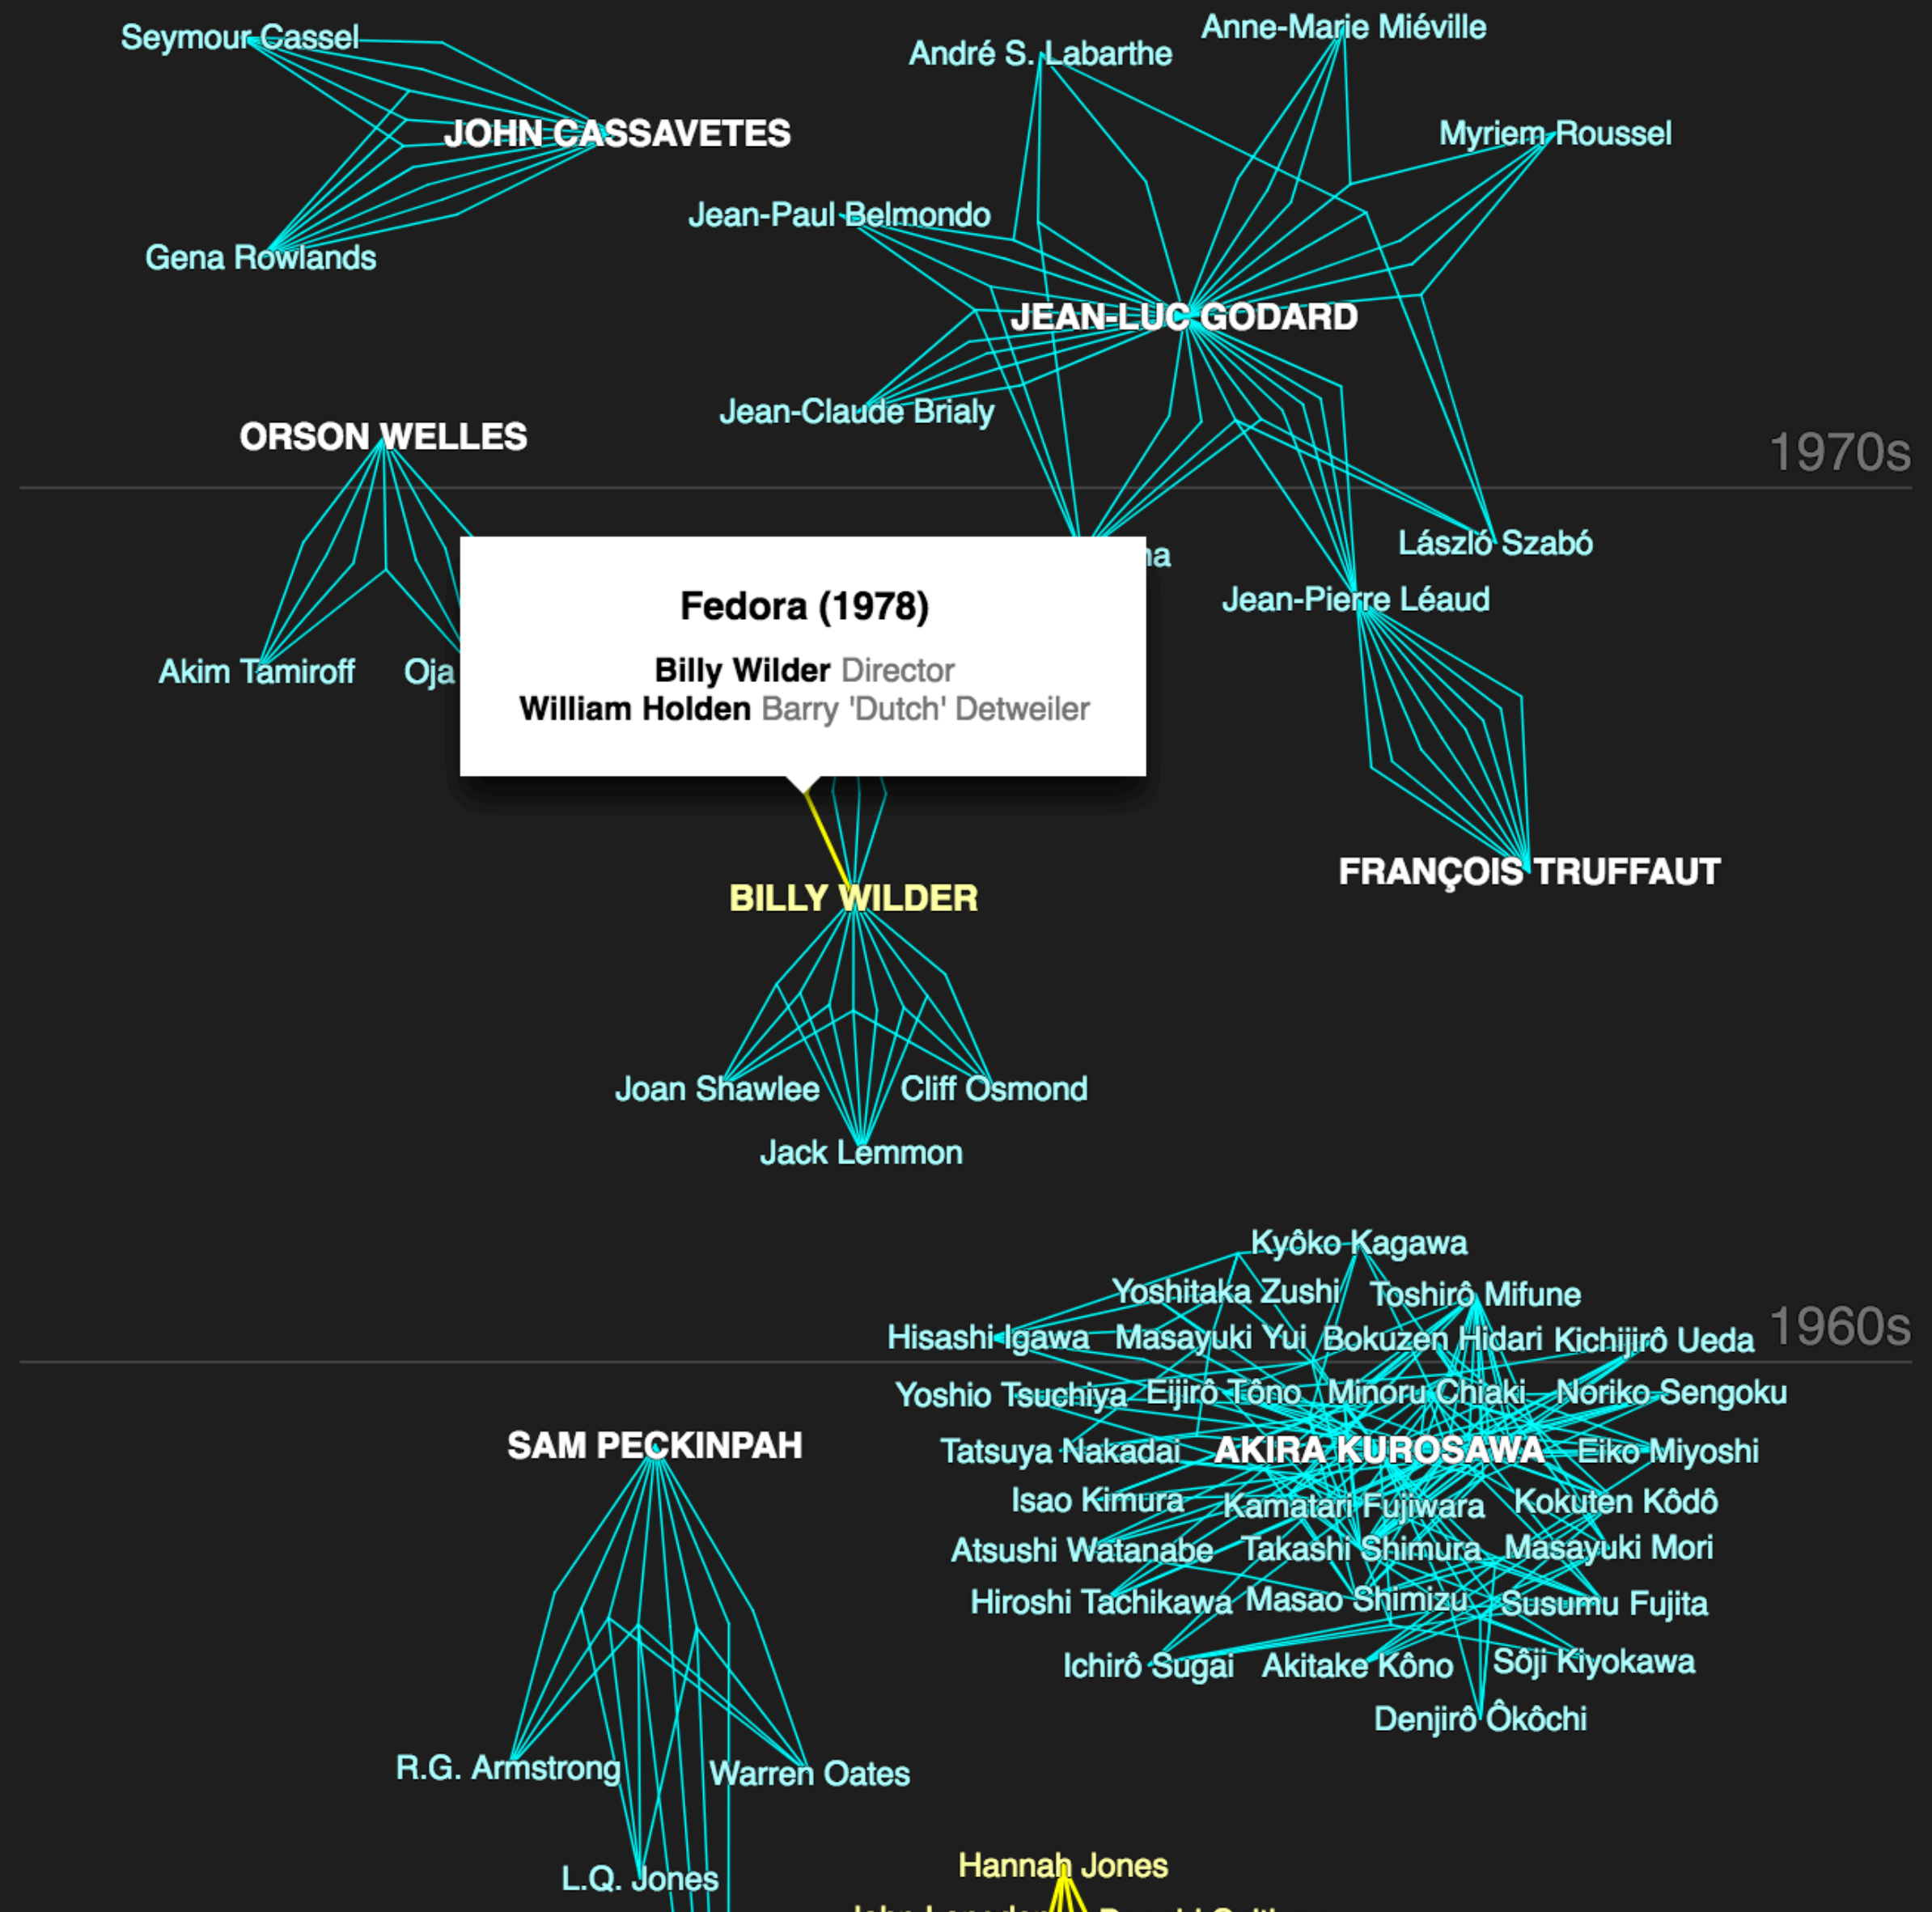 Seymour Cassel
Anne-Marie Miéville
André S. Labarthe
JOHN CASSAVETES
Myriem Roussel
Jean-Paul Belmondo
Gena Rowlands
JEAN-LUC GODARD
Jean-Claude Brialy
ORSON WELLES
1970s
László Szabó
na
Jean-Pierre Léaud
Fedora (1978)
Billy Wilder Director
William Holden Barry 'Dutch' Detweiler
Akim Tamiroff
Oja
FRANÇOIS TRUFFAUT
BILLY WILDER
Joan Shawlee
Cliff Osmond
Jack Lemmon
Kyôko Kagawa
Yoshitaka Zushi
Toshirô Mifune
1960s
Hisashi Igawa
Masayuki Yui
Bokuzen Hidari
Kichijirô Ueda
Yoshio Tsuchiya
Eijirô Tôno
Minoru Chiaki
Noriko Sengoku
SAM PECKINPAH
Tatsuya Nakadai
AKIRA KUROSAWA
Eiko Miyoshi
Isao Kimura
Kamatari Fujiwara
Kokuten Kôdô
Atsushi Watanabe
Takashi Shimura
Masayuki Mori
Hiroshi Tachikawa
Masao Shimizu
Susumu Fujita
Ichirô Sugai
Akitake Kôno
Sôji Kiyokawa
Denjirô Ôkôchi
R.G. Armstrong
Warren Oates
L.Q. Jones
Hannah Jones